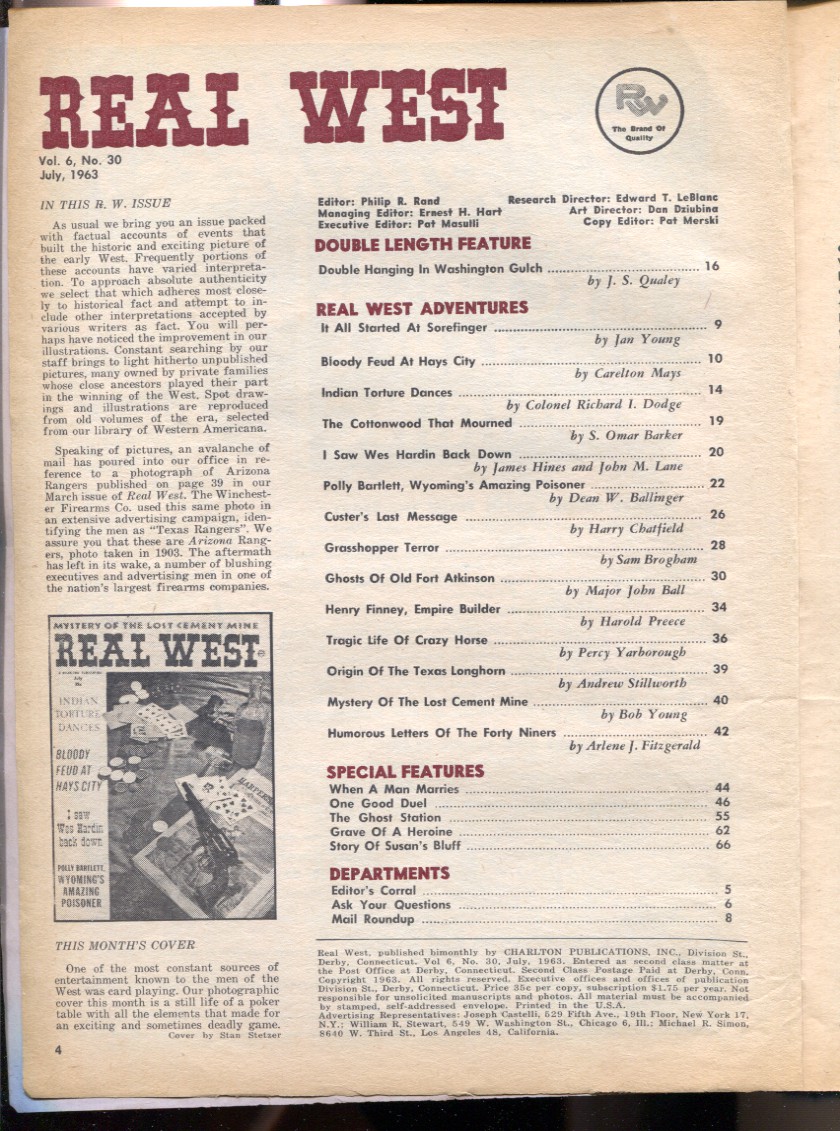 REAL WEST
RW
The Brand Of
Quality
Vol. 6, No. 30
July, 1963
IN THIS R. W. ISSUE
As usual we bring you an issue packed
with factual accounts of events that
built the historic and exciting picture of
the early West. Frequently portions of
these accounts have varied interpreta-
tion. To approach absolute authenticity
we select that which adheres most close-
ly to historical fact and attempt to in-
clude other interpretations accepted by
various writers as fact. You will per-
haps have noticed the improvement in our
illustrations. Constant searching by our
staff brings to light hitherto unpublished
pictures, many owned by private families
whose close ancestors played their part
in the winning of the West. Spot draw-
ings and illustrations are reproduced
from old volumes of the era, selected
from our library of Western Americana.
Speaking of pictures, an avalanche of
mail has poured into our office in re-
ference to a photograph of Arizona
Rangers published on page 39 in our
March issue of Real West. The Winchest-
er Firearms Co. used this same photo in
an extensive advertising campaign, iden-
tifying the men as "Texas Rangers". We
assure you that these are Arizona Rang-
ers, photo taken in 1903. The aftermath
has left in its wake, a number of blushing
executives and advertising men in one of
the nation's largest firearms companies.
MYSTERY OF THE LOST CEMENT MINE
REAL WEST
July
35c
INDIAN
TORTURE
DANCES
BLOODY
FEUD AT
HAYS CITY
I saw
Wes Hardin
back down
POLLY BARTLETT,
WYOMING'S
AMAZING
POISONER
HARPER'S
THIS MONTH'S COVER
One of the most constant sources of
entertainment known to the men of the
West was card playing. Our photographic
cover this month is a still life of a poker
table with all the elements that made for
an exciting and sometimes deadly game.
Cover by Stan Stetzer
4
Editor: Philip R. Rand Research Director: Edward T. LeBlanc
Managing Editor: Ernest H. Hart Art Director: Dan Dziubina
Executive Editor: Pat Masulli Copy Editor: Pat Merski
DOUBLE LENGTH FEATURE
Double Hanging In Washington Gulch 16
by J. S. Qualey
REAL WEST ADVENTURES
It All Started At Sorefinger 9
by Jan Young
Bloody Feud At Hays City 10
by Carelton Mays
Indian Torture Dances 14
by Colonel Richard I. Dodge
The Cottonwood That Mourned 19
by S. Omar Barker
I Saw Wes Hardin Back Down 20
by James Hines and John M. Lane
Polly Bartlett, Wyoming's Amazing Poisoner 22
by Dean W. Ballinger
Custer's Last Message 26
by Harry Chatfield
Grasshopper Terror 28
by Sam Brogham
Ghosts Of Old Fort Atkinson 30
by Major John Ball
Henry Finney, Empire Builder 34
by Harold Preece
Tragic Life Of Crazy Horse 36
by Percy Yarborough
Origin Of The Texas Longhorn 39
by Andrew Stillworth
Mystery Of The Lost Cement Mine 40
by Bob Young
Humorous Letters Of The Forty Niners 42
by Arlene J. Fitzgerald
SPECIAL FEATURES
When A Man Marries 44
One Good Duel 46
The Ghost Station 55
Grave Of A Heroine 62
Story Of Susan's Bluff 66
DEPARTMENTS
Editor's Corral 5
Ask Your Questions 6
Mail Roundup 8
Real West, published bimonthly by CHARLTON PUBLICATIONS, INC., Division St.,
Derby, Connecticut. Vol 6, No. 30, July, 1963. Entered as second class matter at
the Post Office at Derby, Connecticut. Second Class Postage Paid at Derby, Conn.
Copyright 1963. All rights reserved. Executive offices and offices of publication
Division St., Derby, Connecticut. Price 35c per copy, subscription $1.75 per year. Not
responsible for unsolicited manuscripts and photos. All material must be accompanied
by stamped, self-addressed envelope. Printed in the U.S.A.
Advertising Representatives: Joseph Castelli, 529 Fifth Ave., 19th Floor, New York 17,
N.Y.; William R. Stewart, 549 W. Washington St., Chicago 6, Ill.; Michael R. Simon,
8640 W. Third St., Los Angeles 48, California.